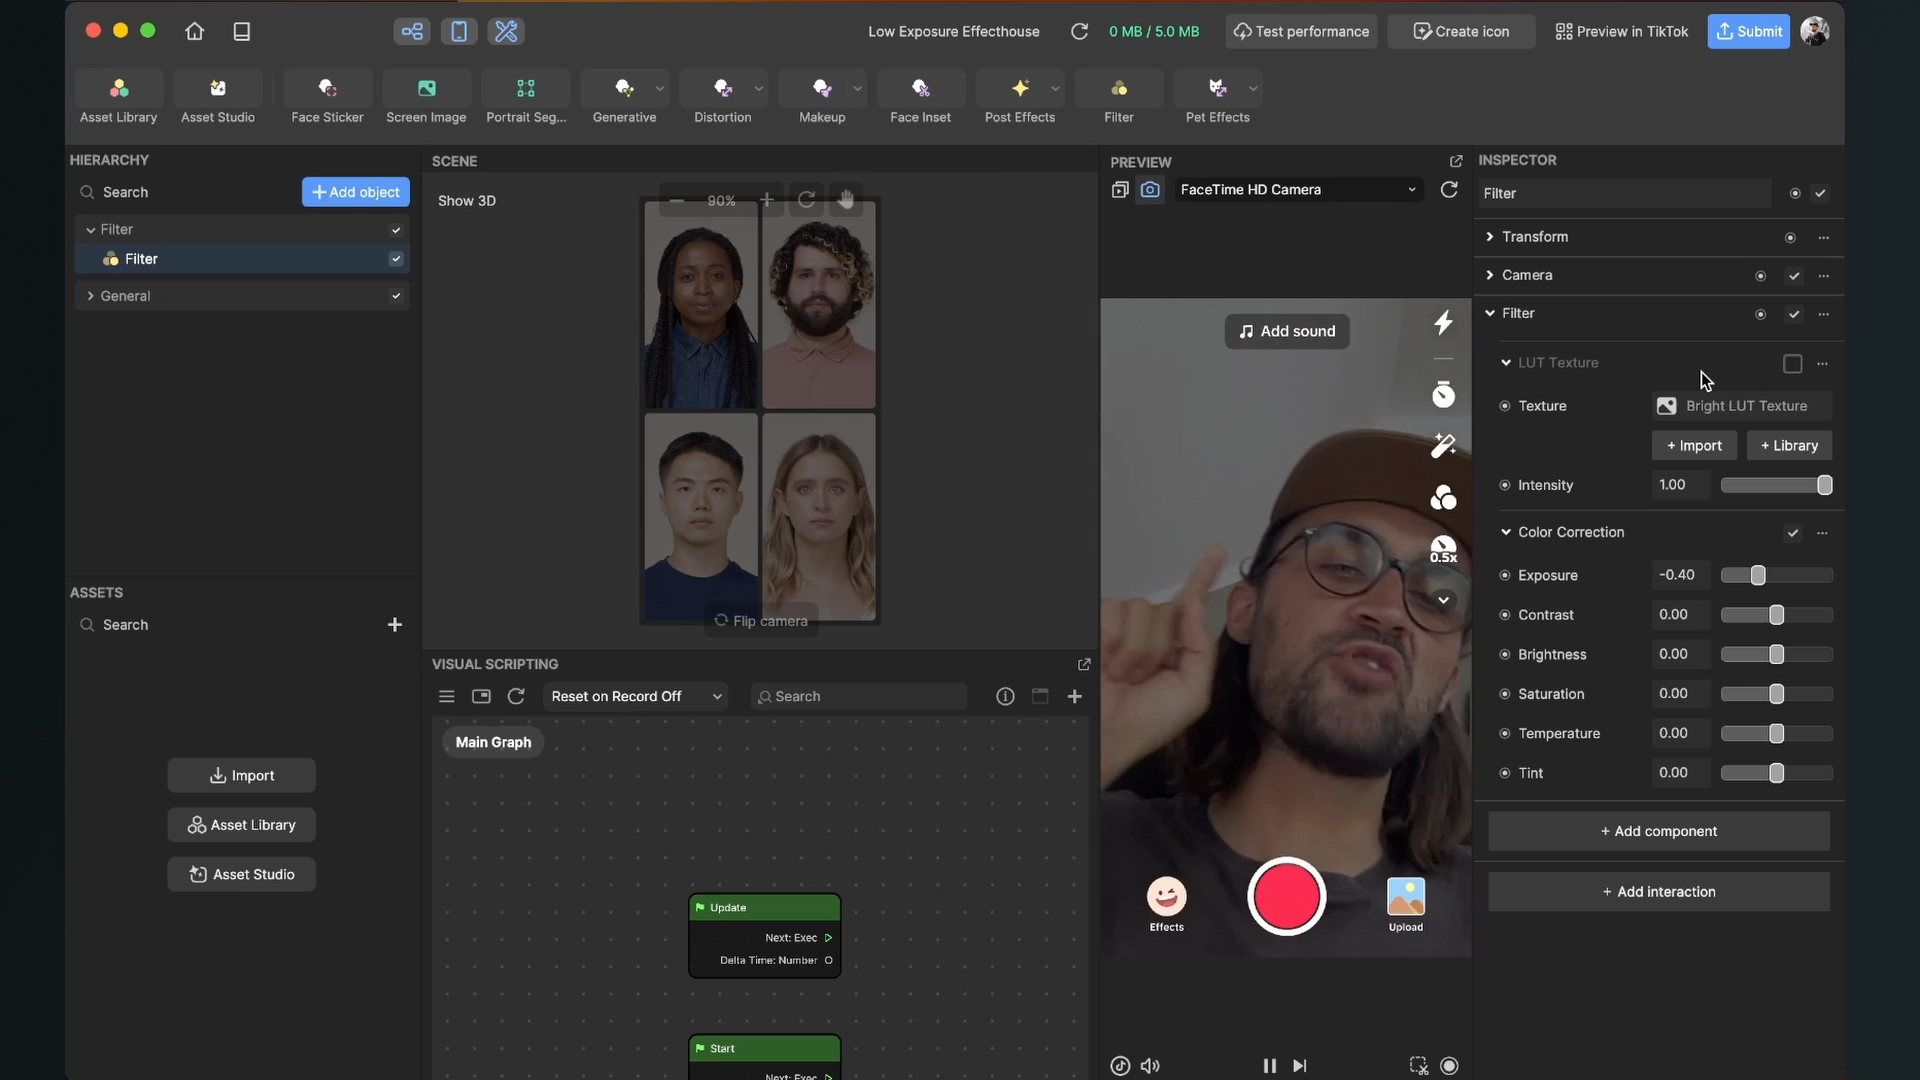 Low Exposure Effecthouse
0 MB / 5.0 MB
Test performance
Create icon
Preview in TikTok
Submit
Asset Library
Asset Studio
Face Sticker
Screen Image
Portrait Seg...
Generative
Distortion
Makeup
Face Inset
Post Effects
Filter
Pet Effects
HIERARCHY
Search
+ Add object
Filter
Filter
General
ASSETS
Search
Import
Asset Library
Asset Studio
SCENE
Show 3D
90%
Flip camera
VISUAL SCRIPTING
Reset on Record Off
Search
Main Graph
Update
Next: Exec
Delta Time: Number
Start
Next: Exec
PREVIEW
FaceTime HD Camera
Add sound
0.5x
Effects
Upload
INSPECTOR
Filter
Transform
Camera
Filter
LUT Texture
Texture
Bright LUT Texture
+ Import
+ Library
Intensity
1.00
Color Correction
Exposure
-0.40
Contrast
0.00
Brightness
0.00
Saturation
0.00
Temperature
0.00
Tint
0.00
+ Add component
+ Add interaction